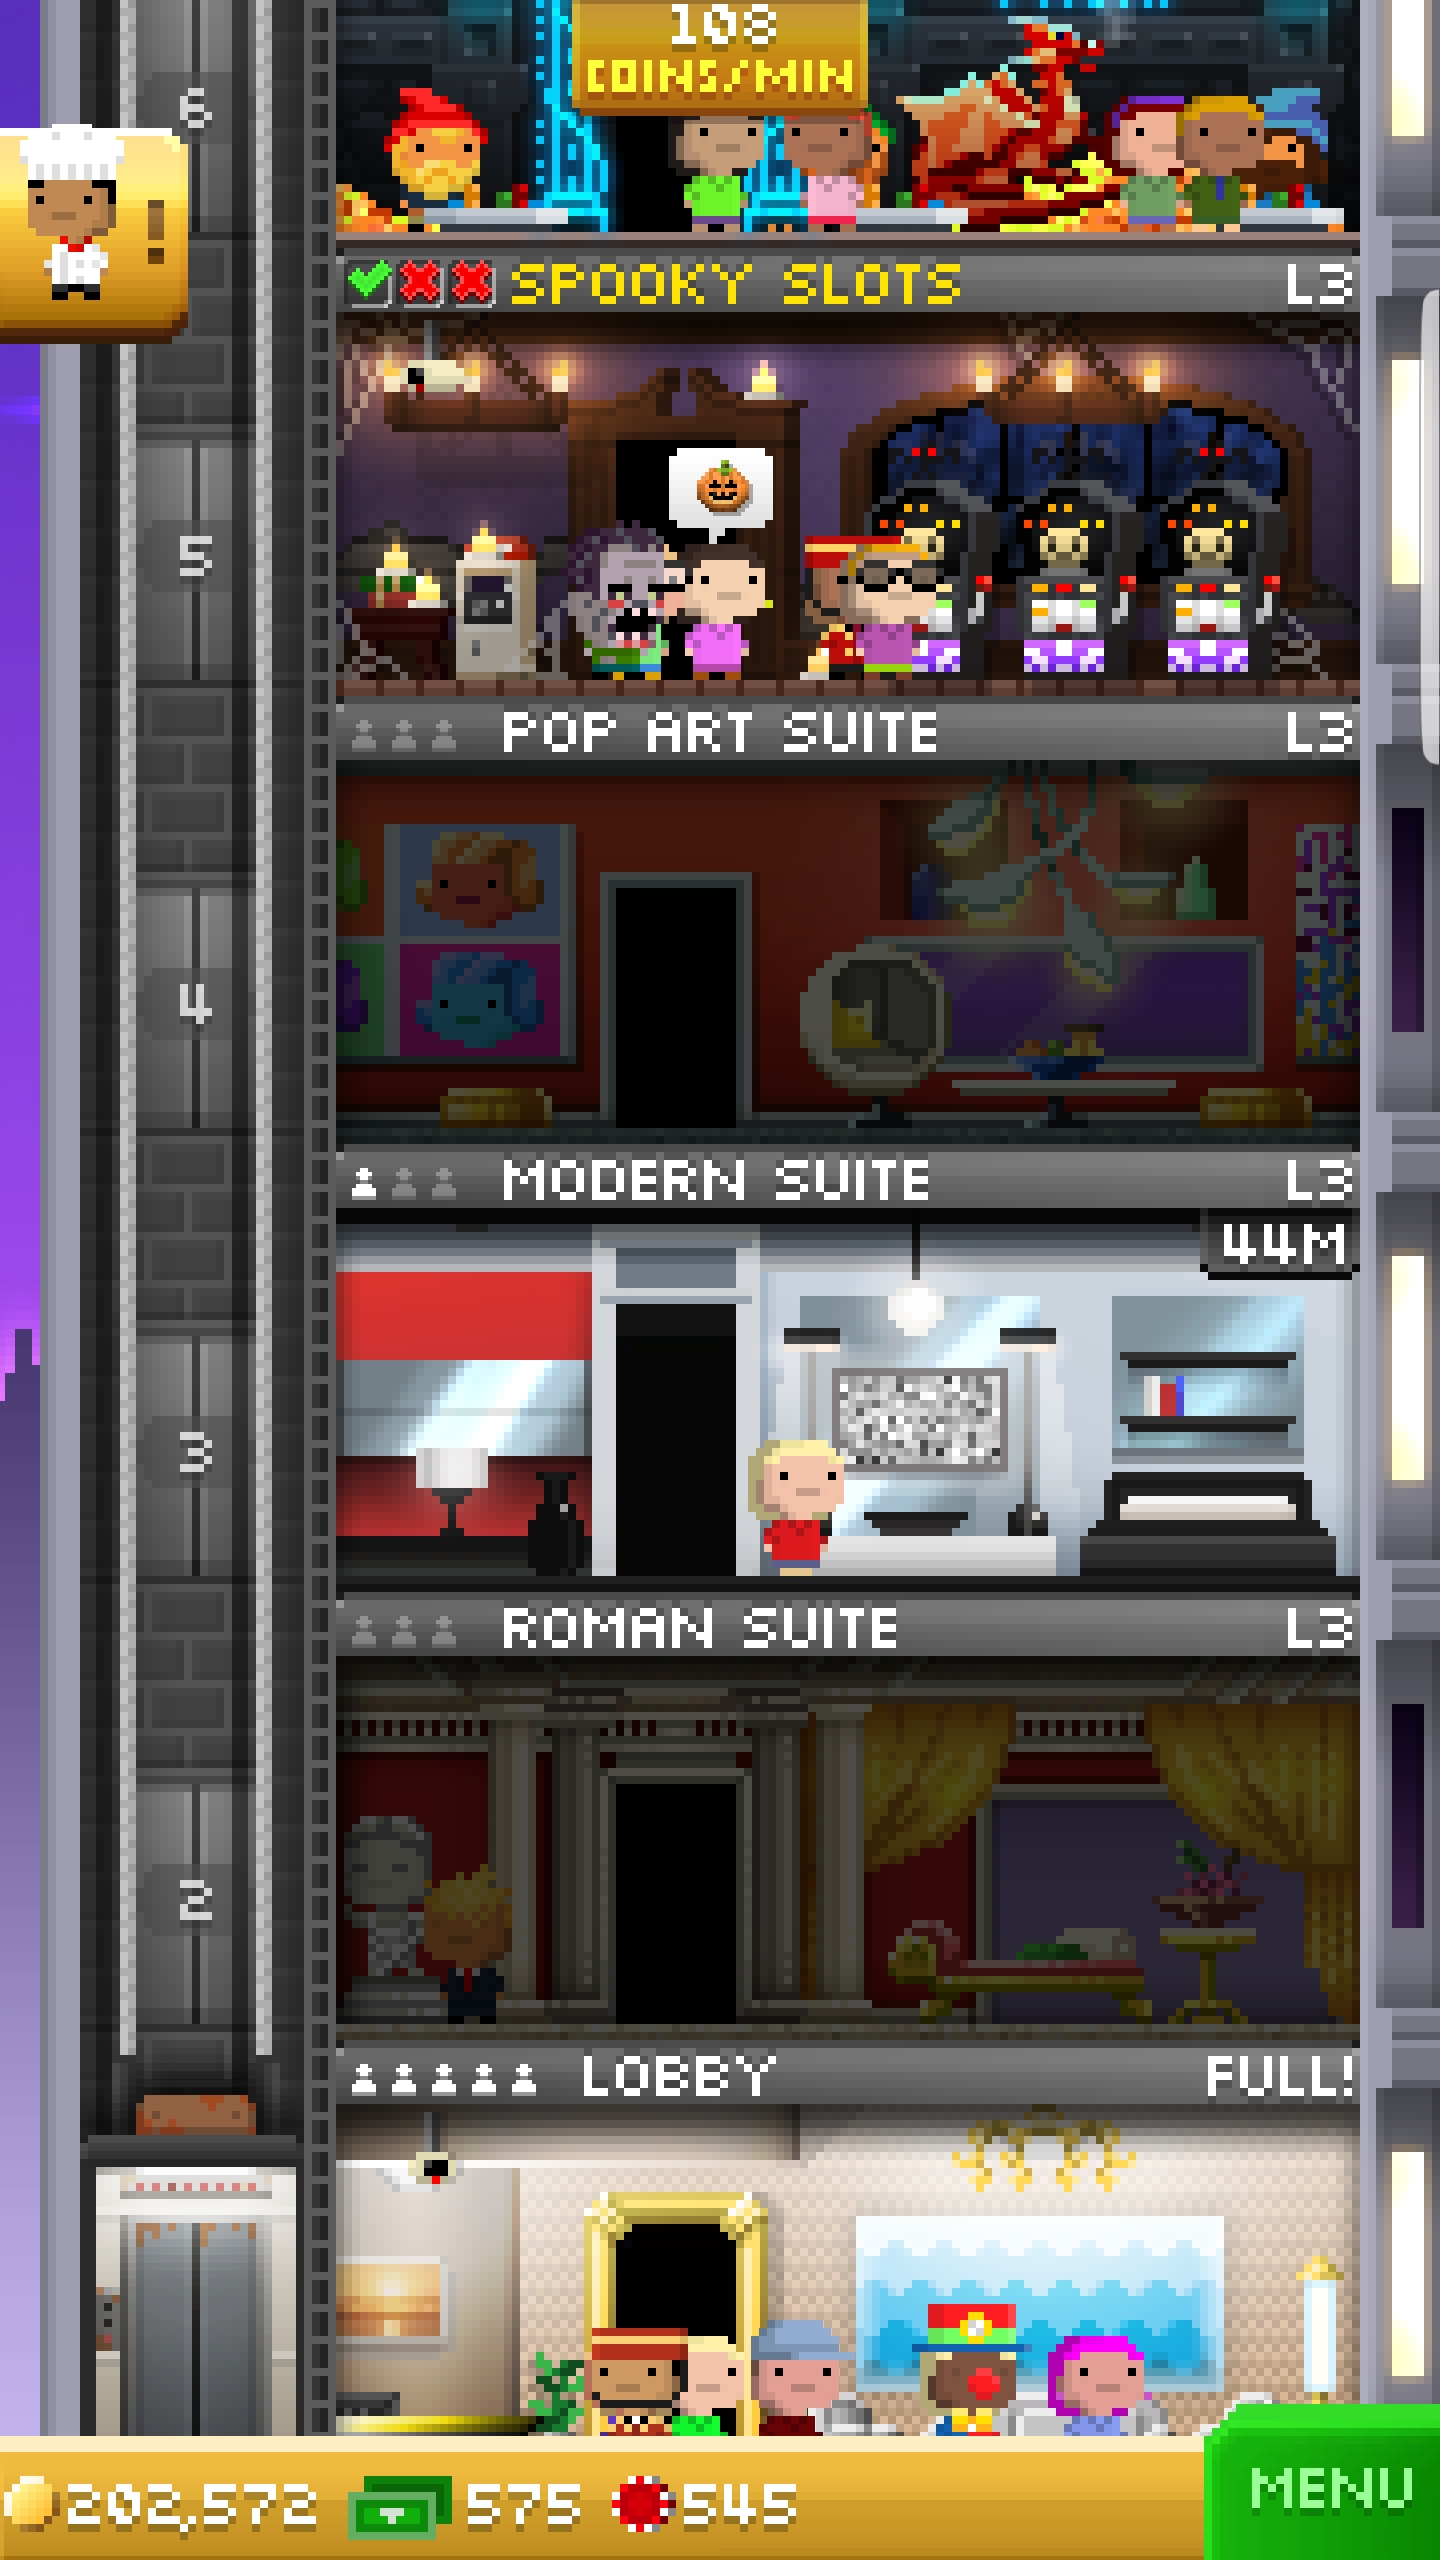 108
COINS/MIN
6
!
SPOOKY SLOTS L3
5
POP ART SUITE L3
4
MODERN SUITE L3
44M
3
ROMAN SUITE L3
2
LOBBY FULL!
202,572 575 545 MENU